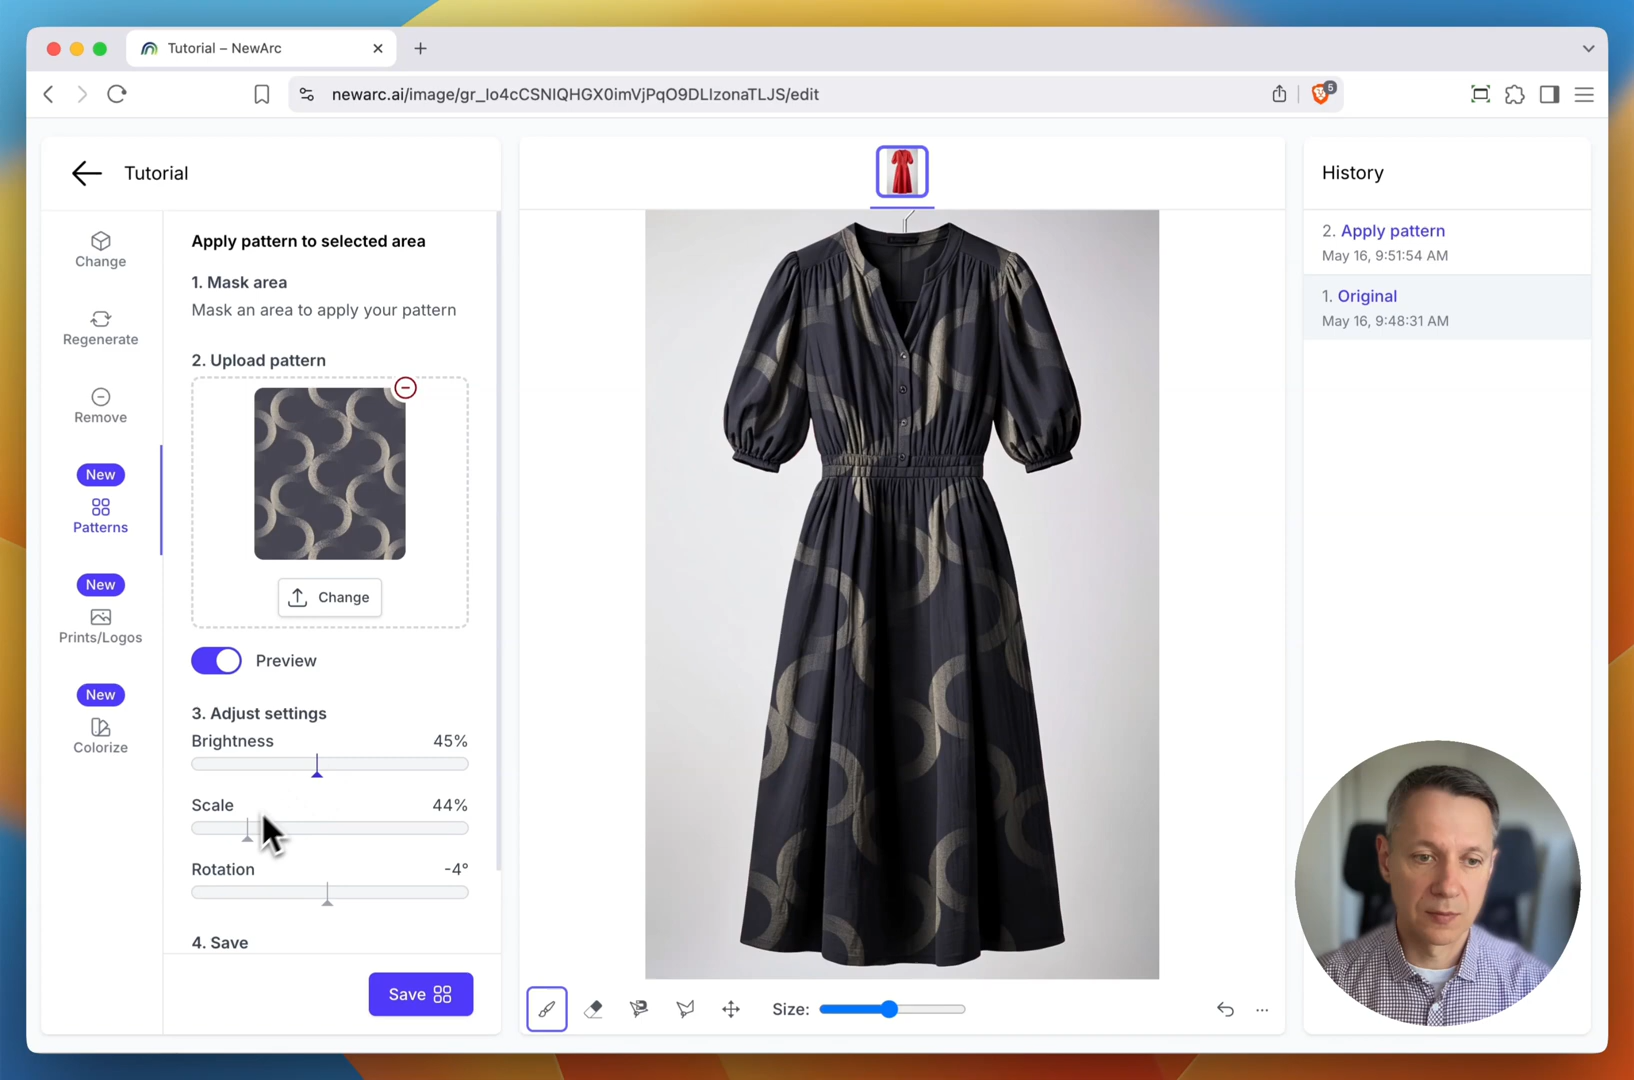 Tutorial – NewArc
newarc.ai/image/gr_Io4cCSNIQHGX0imVjPqO9DLIzonaTLJS/edit
5
Tutorial
Change
Regenerate
Remove
New
Patterns
New
Prints/Logos
New
Colorize
Apply pattern to selected area
1. Mask area
Mask an area to apply your pattern
2. Upload pattern
Change
Preview
3. Adjust settings
Brightness 45%
Scale 44%
Rotation -4°
4. Save
Save
Size:
History
2. Apply pattern
May 16, 9:51:54 AM
1. Original
May 16, 9:48:31 AM